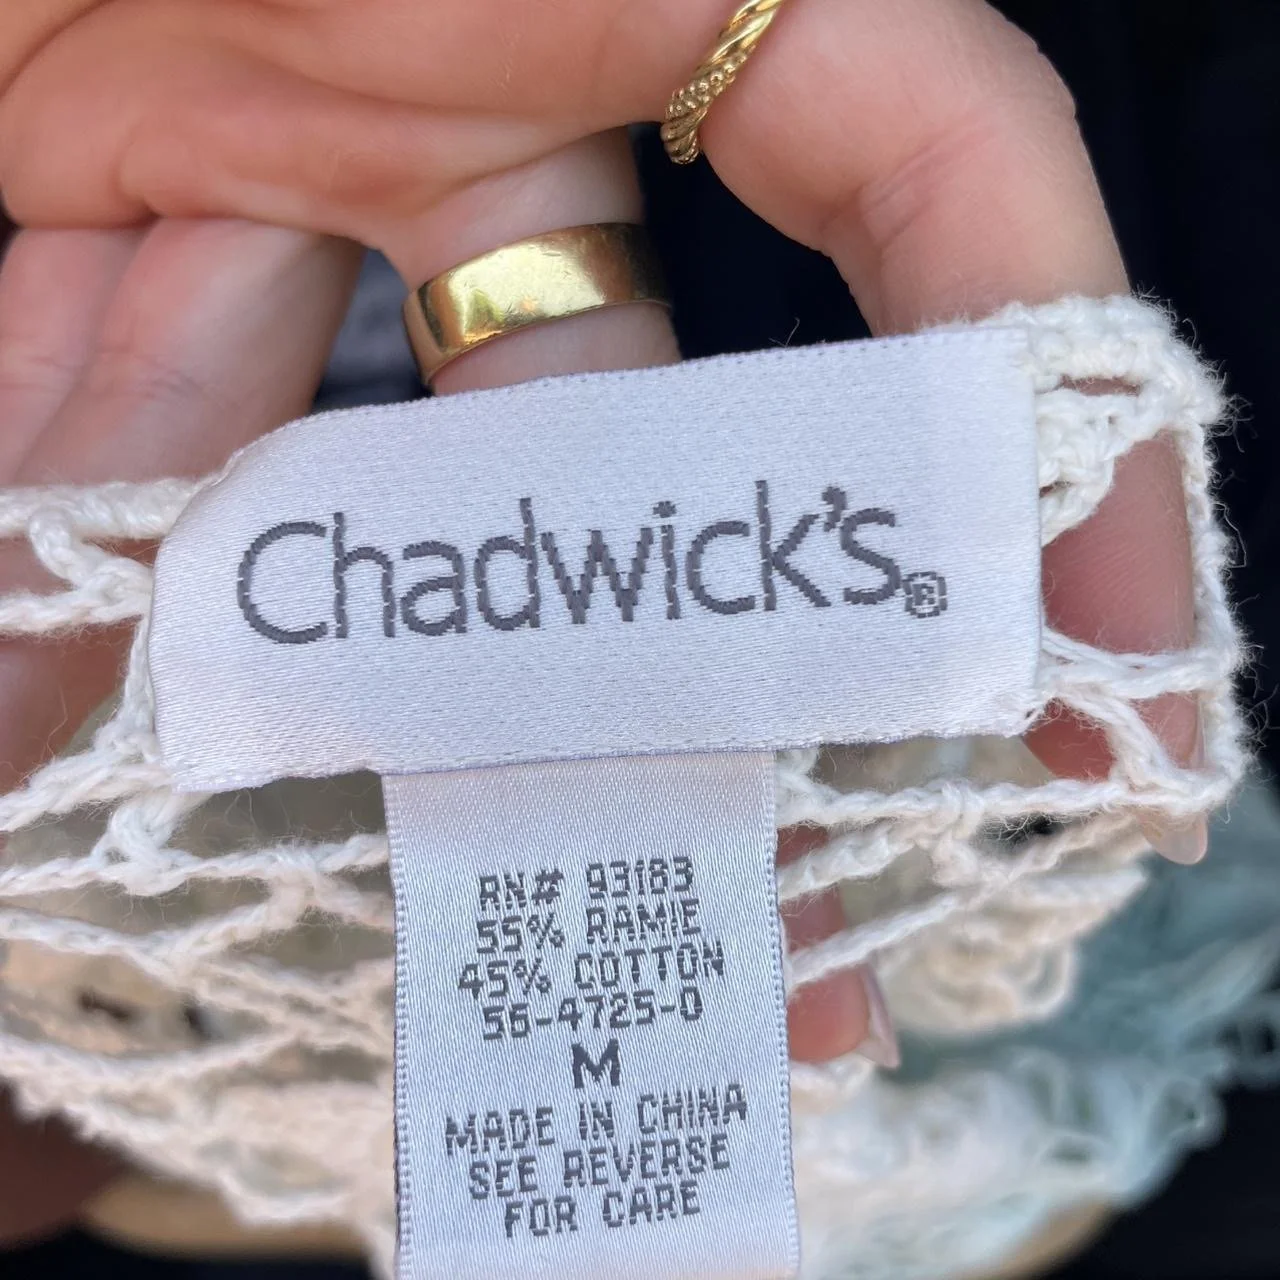 Chadwick's®
RN# 93183
55% RAMIE
45% COTTON
56-4725-0
M
MADE IN CHINA
SEE REVERSE
FOR CARE